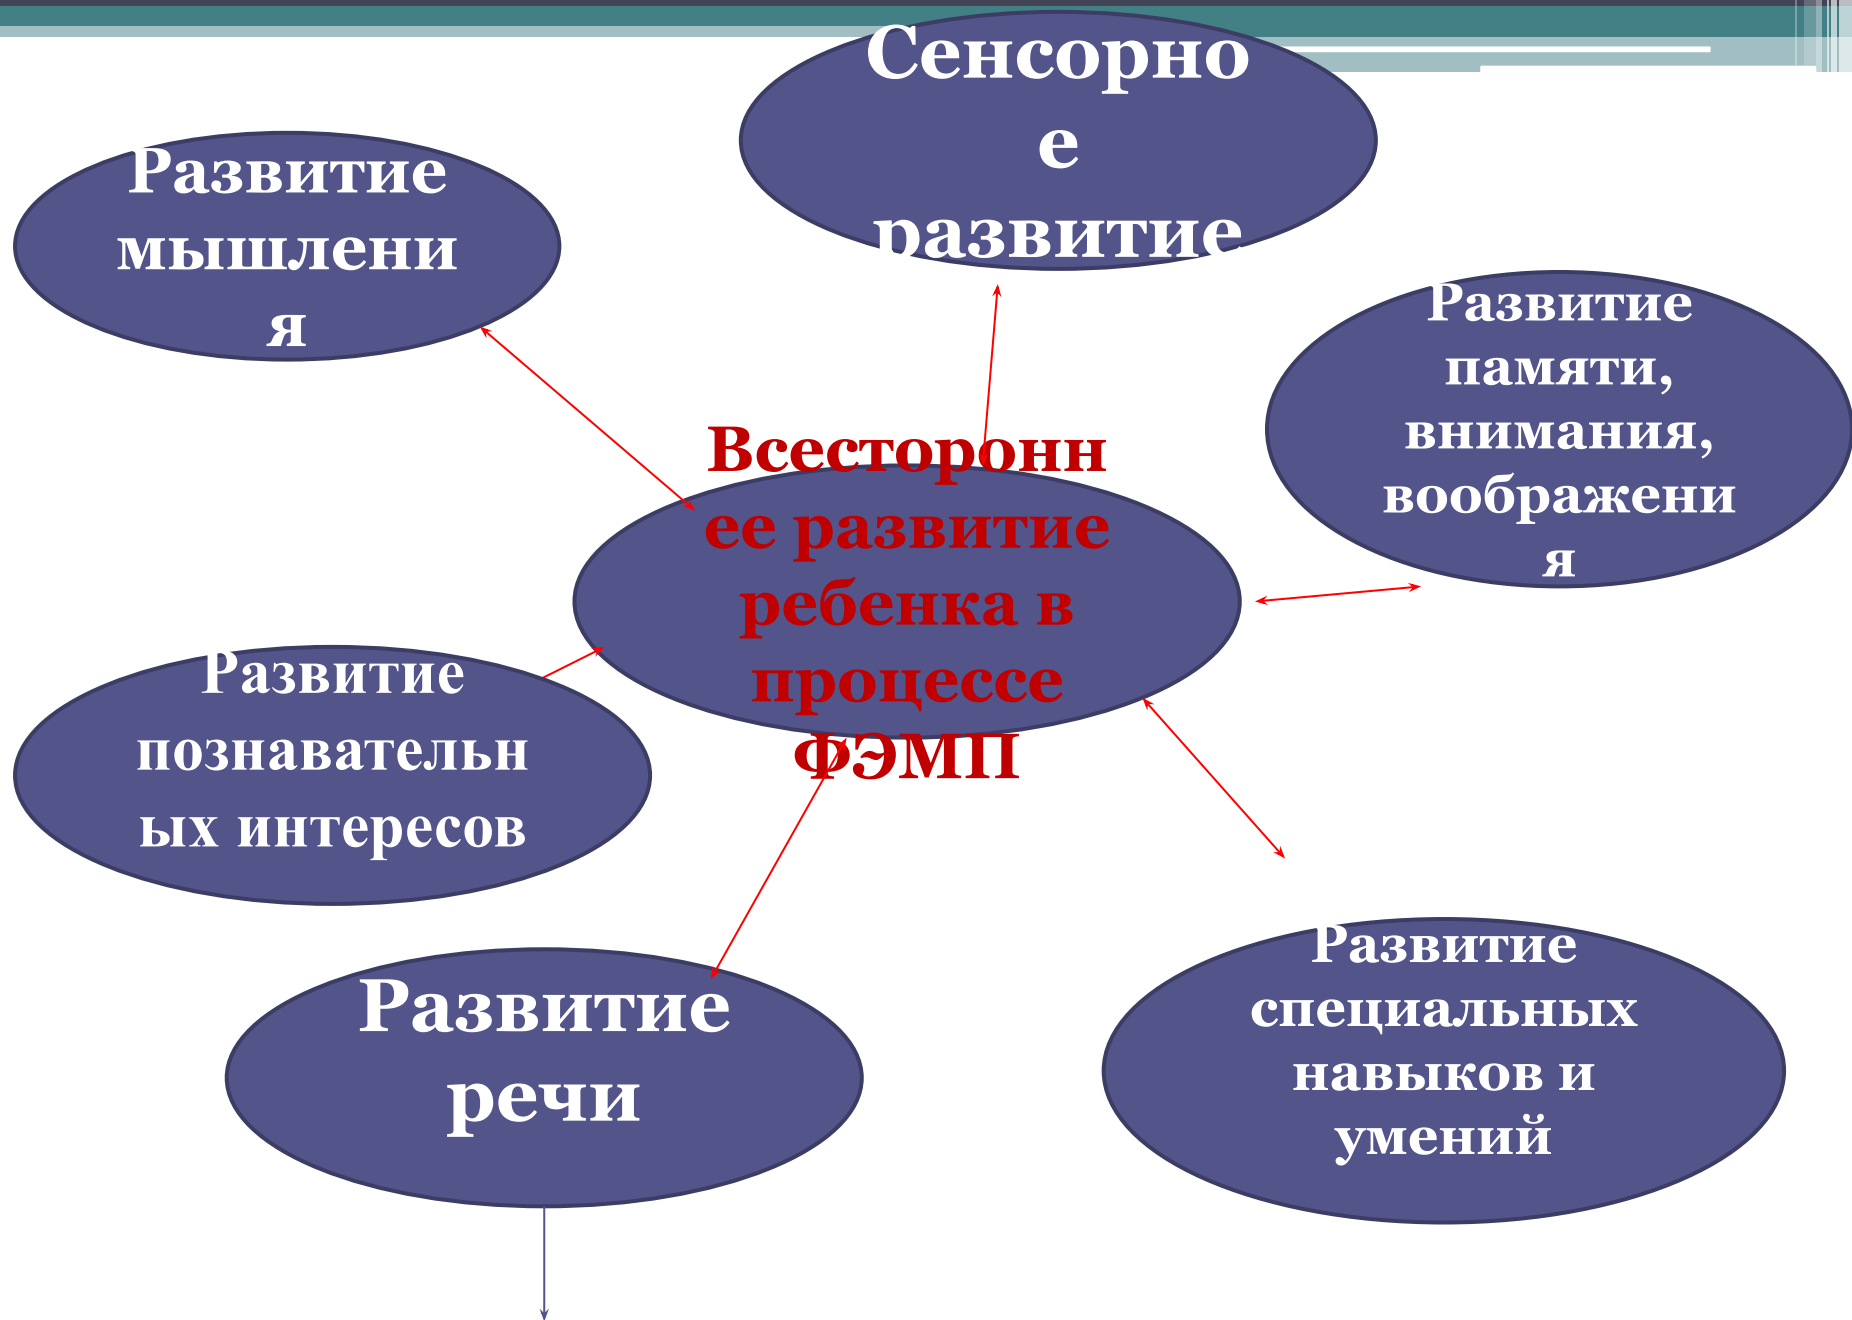 Сенсорно
е
развитие
Развитие
мышлени
я
Развитие
памяти,
внимания,
воображени
я
Всесторонн
ее развитие
ребенка в
процессе
ФЭМП
Развитие
познавательн
ых интересов
Развитие
речи
Развитие
специальных
навыков и
умений